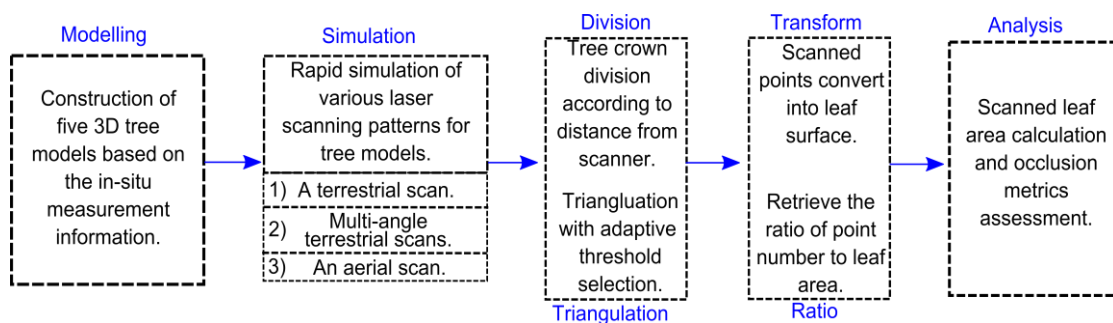 Modelling
Construction of
five 3D tree
models based on
the in-situ
measurement
information.
Simulation
Rapid simulation of
various laser
scanning patterns for
tree models.
1) A terrestrial scan.
2) Multi-angle
terrestrial scans.
3) An aerial scan.
Division
Tree crown
division
according to
distance from
scanner.
Triangluation
with adaptive
threshold
selection.
Triangulation
Transform
Scanned
points convert
into leaf
surface.
Retrieve the
ratio of point
number to leaf
area.
Ratio
Analysis
Scanned leaf
area calculation
and occlusion
metrics
assessment.